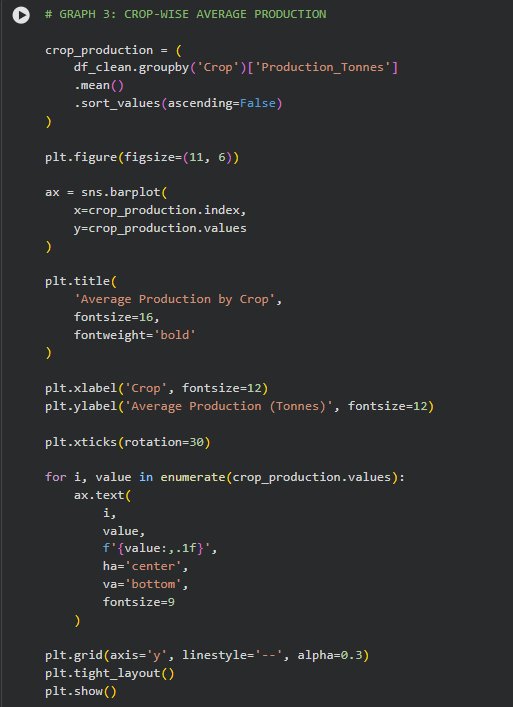 # GRAPH 3: CROP-WISE AVERAGE PRODUCTION
crop_production = (
    df_clean.groupby('Crop')['Production_Tonnes']
    .mean()
    .sort_values(ascending=False)
)
plt.figure(figsize=(11, 6))
ax = sns.barplot(
    x=crop_production.index,
    y=crop_production.values
)
plt.title(
    'Average Production by Crop',
    fontsize=16,
    fontweight='bold'
)
plt.xlabel('Crop', fontsize=12)
plt.ylabel('Average Production (Tonnes)', fontsize=12)
plt.xticks(rotation=30)
for i, value in enumerate(crop_production.values):
    ax.text(
        i,
        value,
        f'{value:,.1f}',
        ha='center',
        va='bottom',
        fontsize=9
    )
plt.grid(axis='y', linestyle='--', alpha=0.3)
plt.tight_layout()
plt.show()